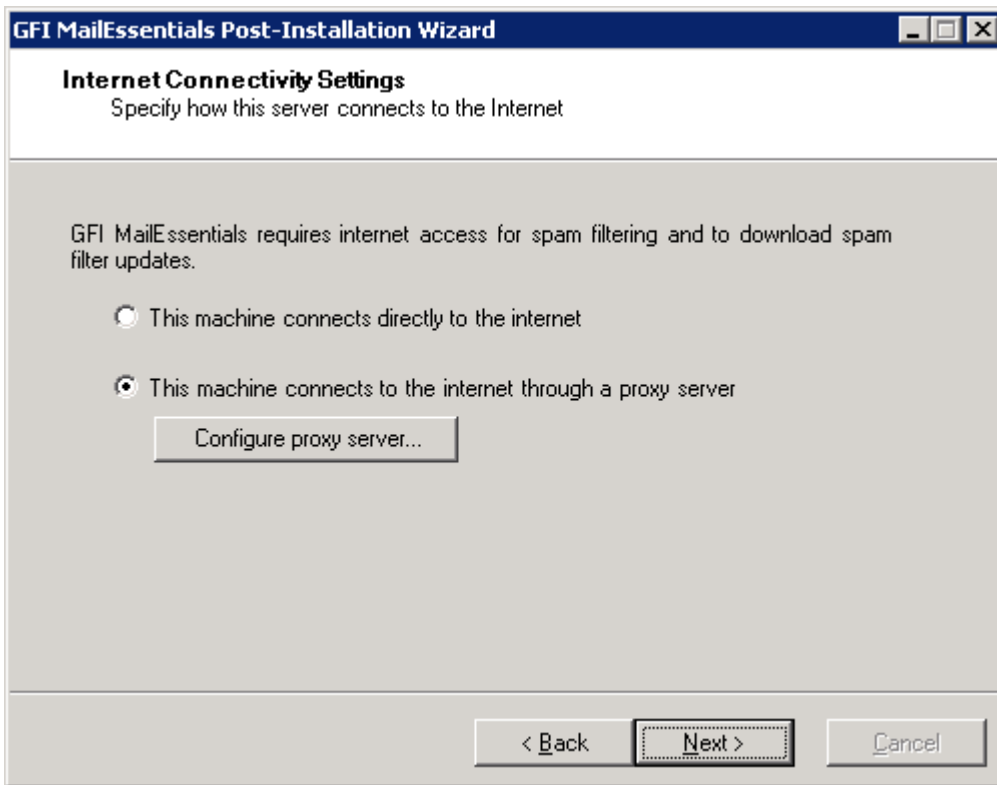 GFI MailEssentials Post-Installation Wizard
Internet Connectivity Settings
Specify how this server connects to the Internet
GFI MailEssentials requires internet access for spam filtering and to download spam
filter updates.
This machine connects directly to the internet
This machine connects to the internet through a proxy server
Configure proxy server...
< Back Next > Cancel